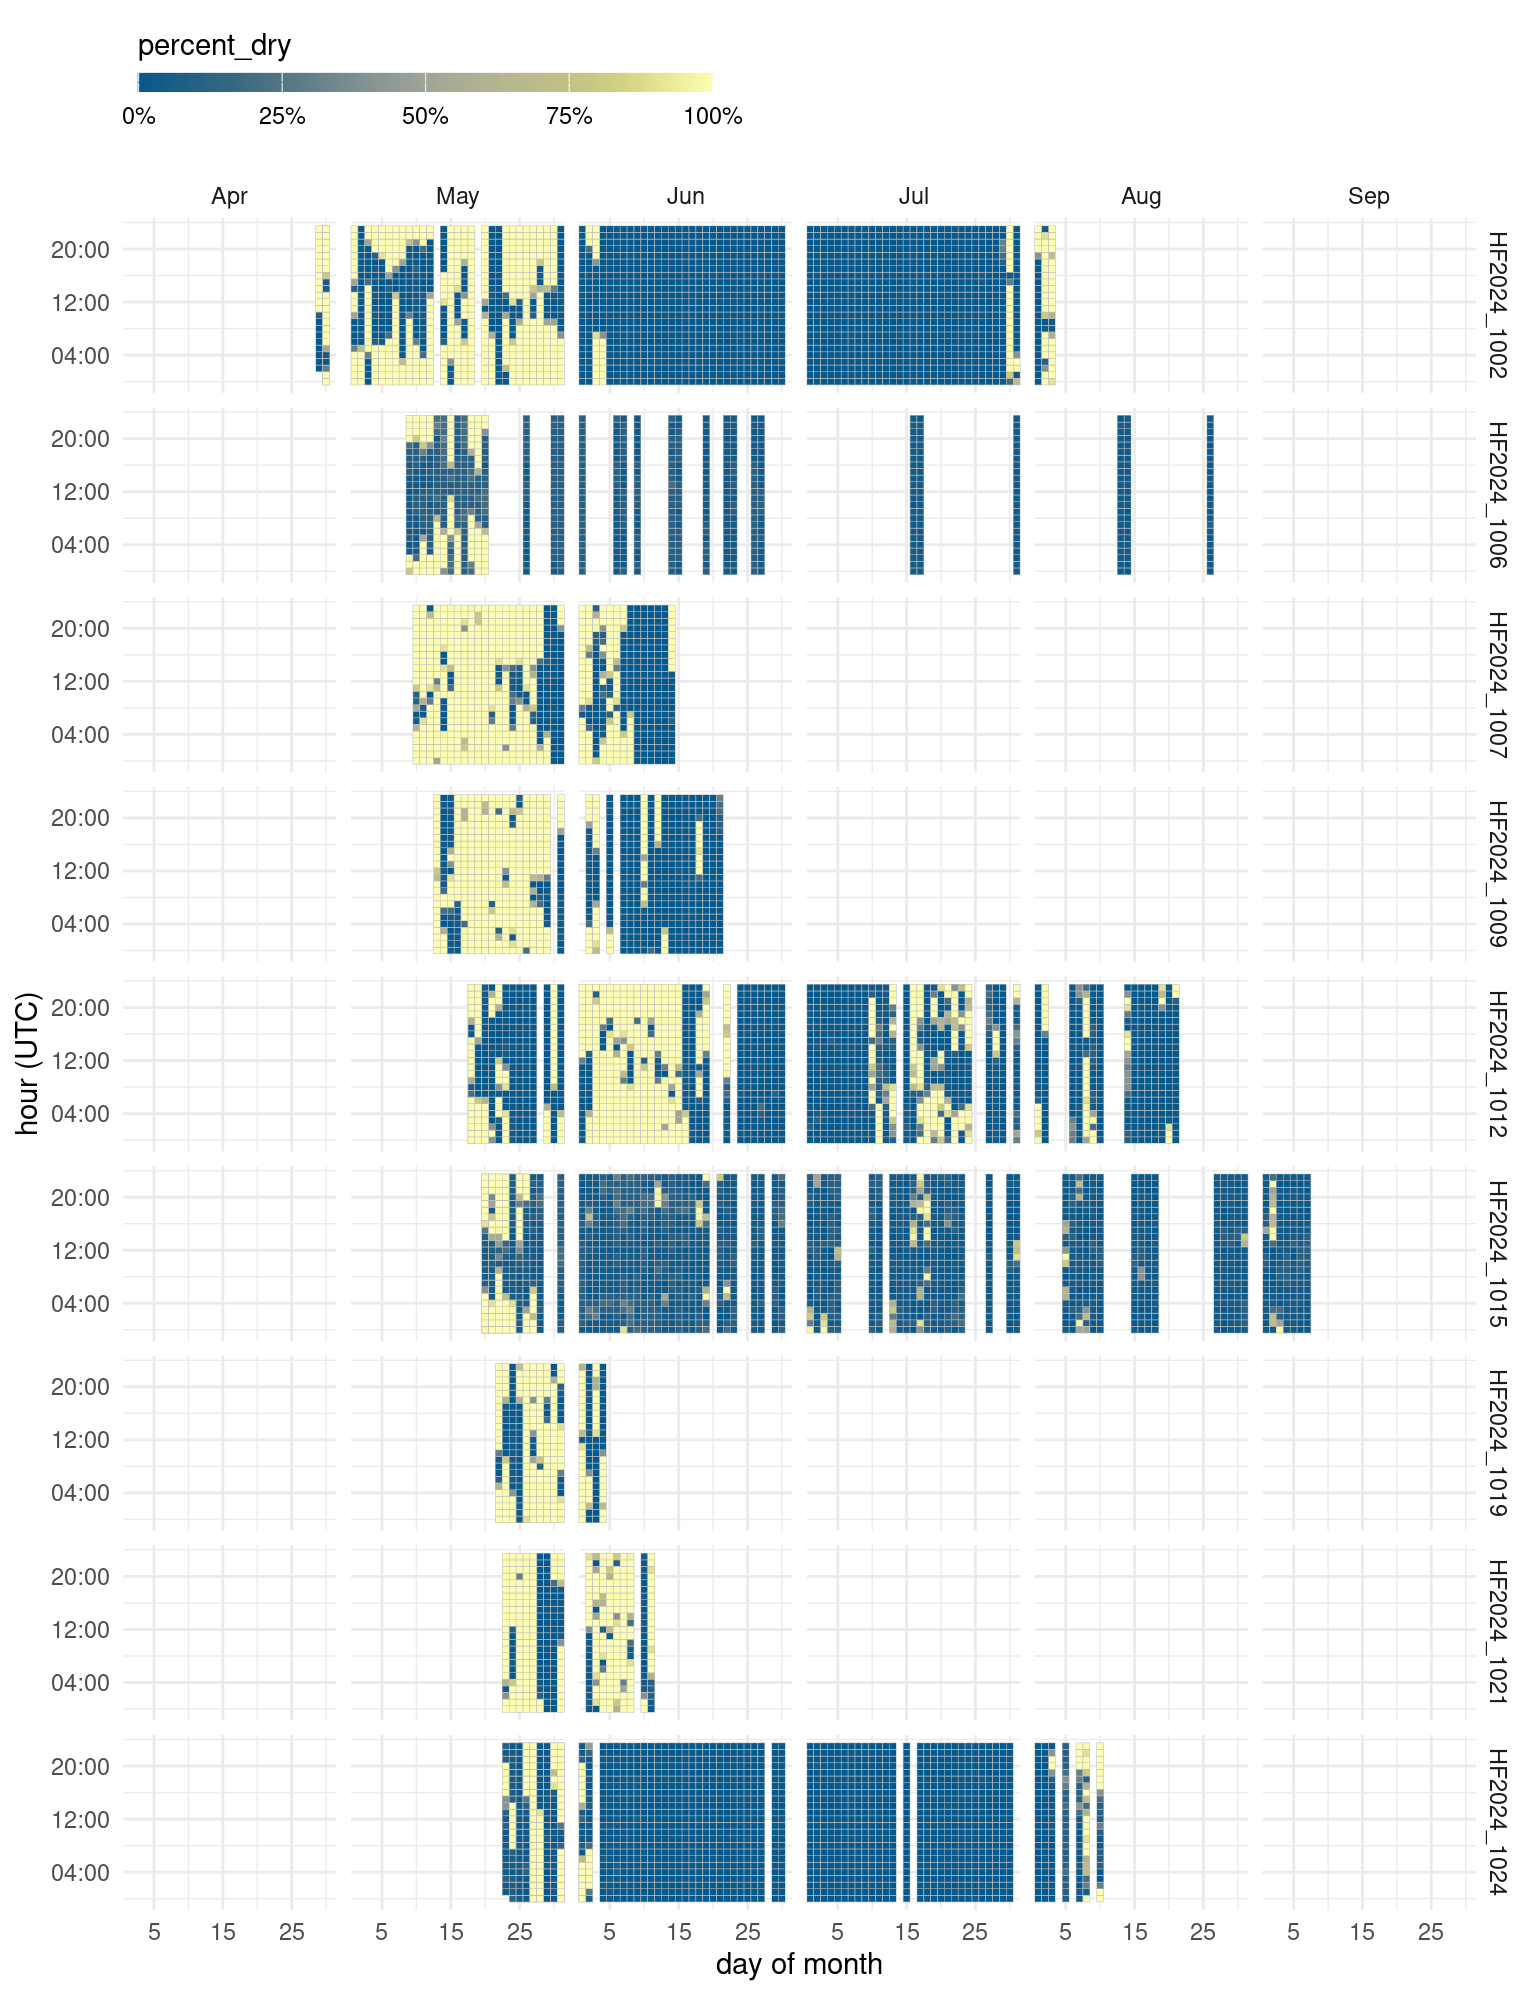 percent_dry
0% 25% 50% 75% 100%
Apr May Jun Jul Aug Sep
20:00
12:00
04:00
HF2024_1002
20:00
12:00
04:00
HF2024_1006
20:00
12:00
04:00
HF2024_1007
20:00
12:00
04:00
HF2024_1009
hour (UTC)
20:00
12:00
04:00
HF2024_1012
20:00
12:00
04:00
HF2024_1015
20:00
12:00
04:00
HF2024_1019
20:00
12:00
04:00
HF2024_1021
20:00
12:00
04:00
HF2024_1024
5 15 25 5 15 25 5 15 25 5 15 25 5 15 25 5 15 25
day of month